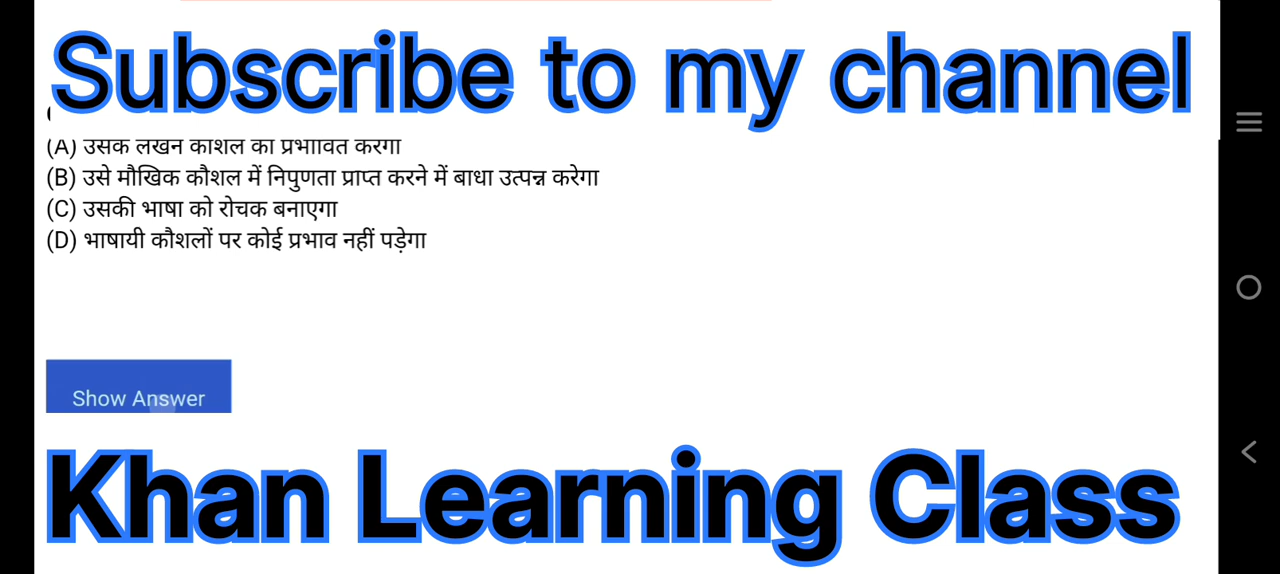 Subscribe to my channel
(A) उसके लेखन कौशल को प्रभावित करेगा
(B) उसे मौखिक कौशल में निपुणता प्राप्त करने में बाधा उत्पन्न करेगा
(C) उसकी भाषा को रोचक बनाएगा
(D) भाषायी कौशलों पर कोई प्रभाव नहीं पड़ेगा
Show Answer
Khan Learning Class